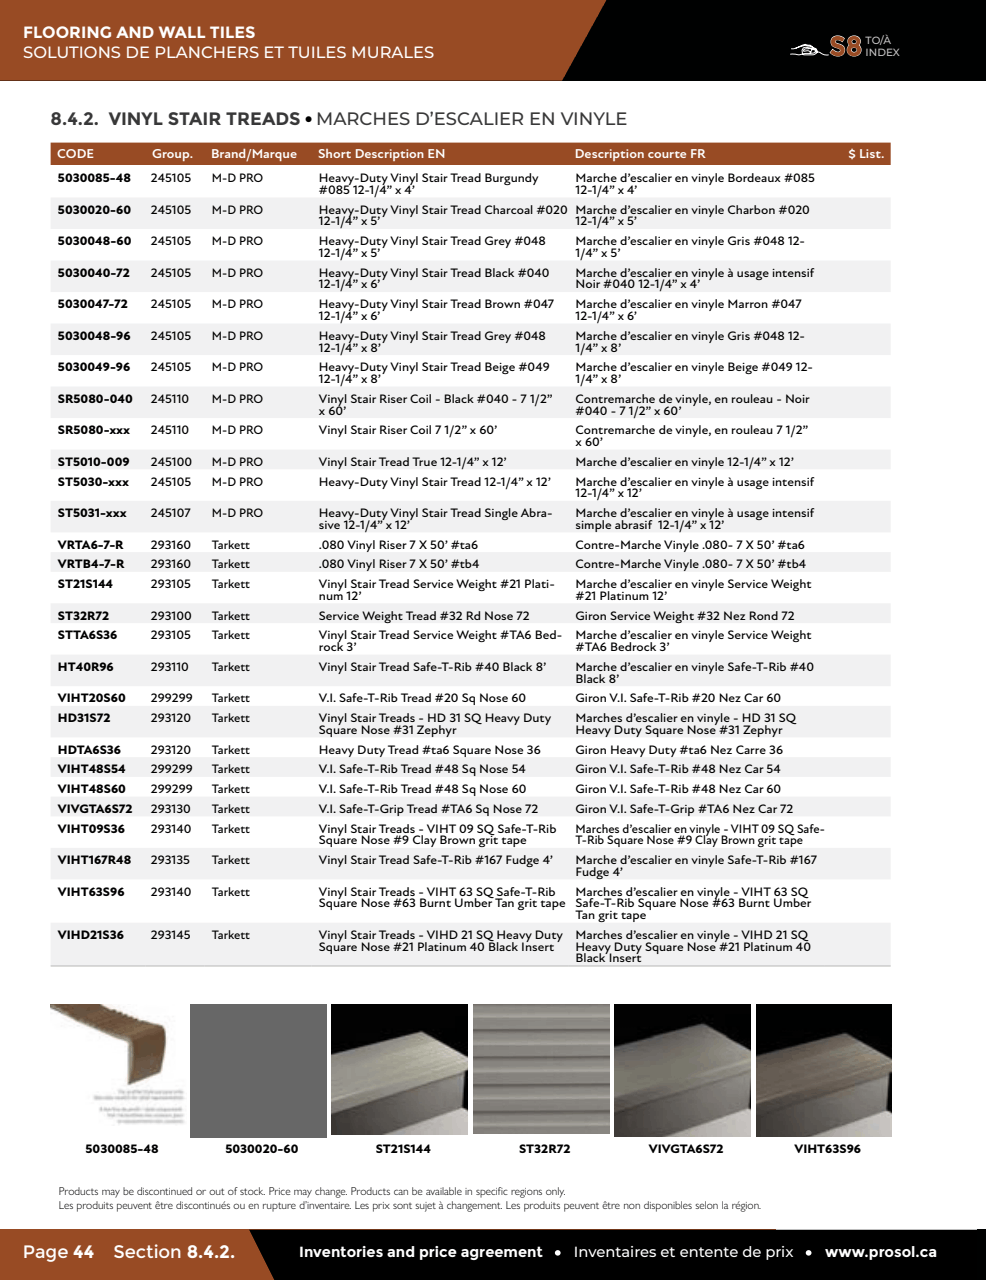 FLOORING AND WALL TILES
SOLUTIONS DE PLANCHERS ET TUILES MURALES
S8 TO/À
INDEX
8.4.2. VINYL STAIR TREADS • MARCHES D’ESCALIER EN VINYLE
CODE Group. Brand/Marque Short Description EN Description courte FR $ List.
5030085-48 245105 M-D PRO Heavy-Duty Vinyl Stair Tread Burgundy Marche d’escalier en vinyle Bordeaux #085
#085 12-1/4” x 4’ 12-1/4” x 4’
5030020-60 245105 M-D PRO Heavy-Duty Vinyl Stair Tread Charcoal #020 Marche d’escalier en vinyle Charbon #020
12-1/4” x 5’ 12-1/4” x 5’
5030048-60 245105 M-D PRO Heavy-Duty Vinyl Stair Tread Grey #048 Marche d’escalier en vinyle Gris #048 12-
12-1/4” x 5’ 1/4” x 5’
5030040-72 245105 M-D PRO Heavy-Duty Vinyl Stair Tread Black #040 Marche d’escalier en vinyle à usage intensif
12-1/4” x 6’ Noir #040 12-1/4” x 4’
5030047-72 245105 M-D PRO Heavy-Duty Vinyl Stair Tread Brown #047 Marche d’escalier en vinyle Marron #047
12-1/4” x 6’ 12-1/4” x 6’
5030048-96 245105 M-D PRO Heavy-Duty Vinyl Stair Tread Grey #048 Marche d’escalier en vinyle Gris #048 12-
12-1/4” x 8’ 1/4” x 8’
5030049-96 245105 M-D PRO Heavy-Duty Vinyl Stair Tread Beige #049 Marche d’escalier en vinyle Beige #049 12-
12-1/4” x 8’ 1/4” x 8’
SR5080-040 245110 M-D PRO Vinyl Stair Riser Coil - Black #040 - 7 1/2” Contremarche de vinyle, en rouleau - Noir
x 60’ #040 - 7 1/2” x 60’
SR5080-xxx 245110 M-D PRO Vinyl Stair Riser Coil 7 1/2” x 60’ Contremarche de vinyle, en rouleau 7 1/2”
x 60’
ST5010-009 245100 M-D PRO Vinyl Stair Tread True 12-1/4” x 12’ Marche d’escalier en vinyle 12-1/4” x 12’
ST5030-xxx 245105 M-D PRO Heavy-Duty Vinyl Stair Tread 12-1/4” x 12’ Marche d’escalier en vinyle à usage intensif
12-1/4” x 12’
ST5031-xxx 245107 M-D PRO Heavy-Duty Vinyl Stair Tread Single Abra- Marche d’escalier en vinyle à usage intensif
sive 12-1/4” x 12’ simple abrasif 12-1/4” x 12’
VRTA6-7-R 293160 Tarkett .080 Vinyl Riser 7 X 50’ #ta6 Contre-Marche Vinyle .080- 7 X 50’ #ta6
VRTB4-7-R 293160 Tarkett .080 Vinyl Riser 7 X 50’ #tb4 Contre-Marche Vinyle .080- 7 X 50’ #tb4
ST21S144 293105 Tarkett Vinyl Stair Tread Service Weight #21 Plati- Marche d’escalier en vinyle Service Weight
num 12’ #21 Platinum 12’
ST32R72 293100 Tarkett Service Weight Tread #32 Rd Nose 72 Giron Service Weight #32 Nez Rond 72
STTA6S36 293105 Tarkett Vinyl Stair Tread Service Weight #TA6 Bed- Marche d’escalier en vinyle Service Weight
rock 3’ #TA6 Bedrock 3’
HT40R96 293110 Tarkett Vinyl Stair Tread Safe-T-Rib #40 Black 8’ Marche d’escalier en vinyle Safe-T-Rib #40
Black 8’
VIHT20S60 299299 Tarkett V.I. Safe-T-Rib Tread #20 Sq Nose 60 Giron V.I. Safe-T-Rib #20 Nez Car 60
HD31S72 293120 Tarkett Vinyl Stair Treads - HD 31 SQ Heavy Duty Marches d’escalier en vinyle - HD 31 SQ
Square Nose #31 Zephyr Heavy Duty Square Nose #31 Zephyr
HDTA6S36 293120 Tarkett Heavy Duty Tread #ta6 Square Nose 36 Giron Heavy Duty #ta6 Nez Carre 36
VIHT48S54 299299 Tarkett V.I. Safe-T-Rib Tread #48 Sq Nose 54 Giron V.I. Safe-T-Rib #48 Nez Car 54
VIHT48S60 299299 Tarkett V.I. Safe-T-Rib Tread #48 Sq Nose 60 Giron V.I. Safe-T-Rib #48 Nez Car 60
VIVGTA6S72 293130 Tarkett V.I. Safe-T-Grip Tread #TA6 Sq Nose 72 Giron V.I. Safe-T-Grip #TA6 Nez Car 72
VIHT09S36 293140 Tarkett Vinyl Stair Treads - VIHT 09 SQ Safe-T-Rib Marches d’escalier en vinyle - VIHT 09 SQ Safe-
Square Nose #9 Clay Brown grit tape T-Rib Square Nose #9 Clay Brown grit tape
VIHT167R48 293135 Tarkett Vinyl Stair Tread Safe-T-Rib #167 Fudge 4’ Marche d’escalier en vinyle Safe-T-Rib #167
Fudge 4’
VIHT63S96 293140 Tarkett Vinyl Stair Treads - VIHT 63 SQ Safe-T-Rib Marches d’escalier en vinyle - VIHT 63 SQ
Square Nose #63 Burnt Umber Tan grit tape Safe-T-Rib Square Nose #63 Burnt Umber
Tan grit tape
VIHD21S36 293145 Tarkett Vinyl Stair Treads - VIHD 21 SQ Heavy Duty Marches d’escalier en vinyle - VIHD 21 SQ
Square Nose #21 Platinum 40 Black Insert Heavy Duty Square Nose #21 Platinum 40
Black Insert
5030085-48 5030020-60 ST21S144 ST32R72 VIVGTA6S72 VIHT63S96
Products may be discontinued or out of stock. Price may change. Products can be available in specific regions only.
Les produits peuvent être discontinués ou en rupture d’inventaire. Les prix sont sujet à changement. Les produits peuvent être non disponibles selon la région.
Page 44 Section 8.4.2. Inventories and price agreement • Inventaires et entente de prix • www.prosol.ca